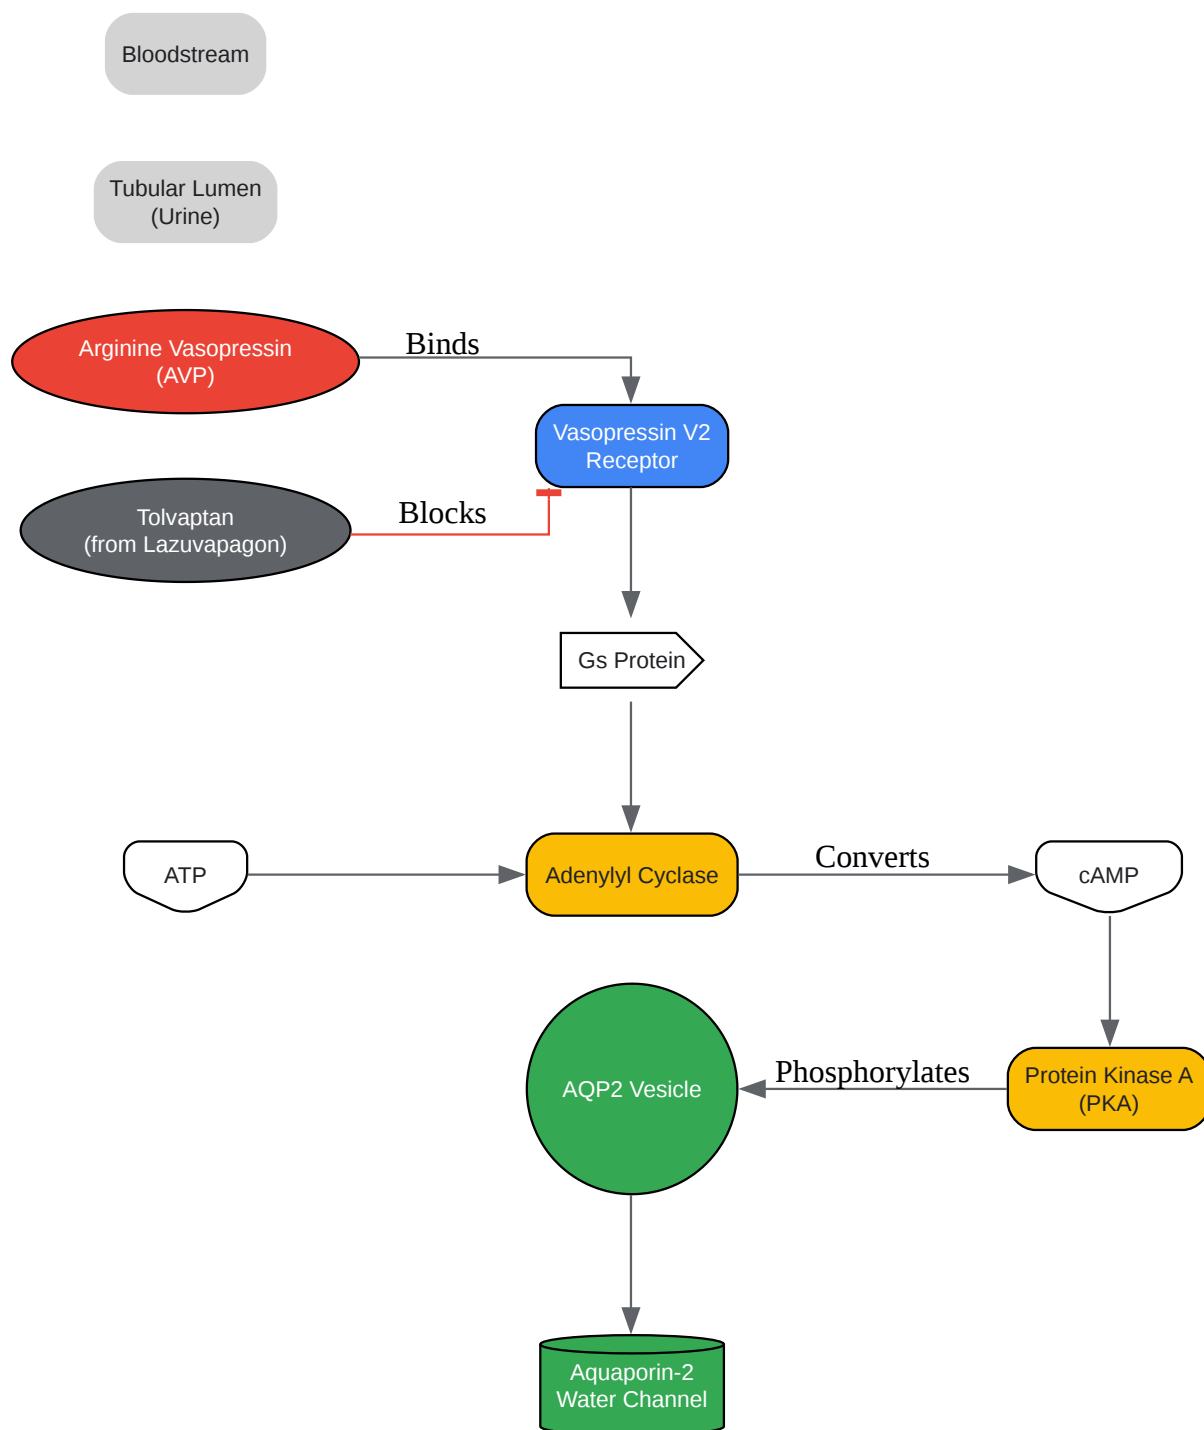 Bloodstream
Tubular Lumen
(Urine)
Arginine Vasopressin
(AVP)
Binds
Vasopressin V2
Receptor
Tolvaptan
(from Lazuvapagon)
Blocks
Gs Protein
ATP
Adenylyl Cyclase
Converts
cAMP
AQP2 Vesicle
Phosphorylates
Protein Kinase A
(PKA)
Aquaporin-2
Water Channel